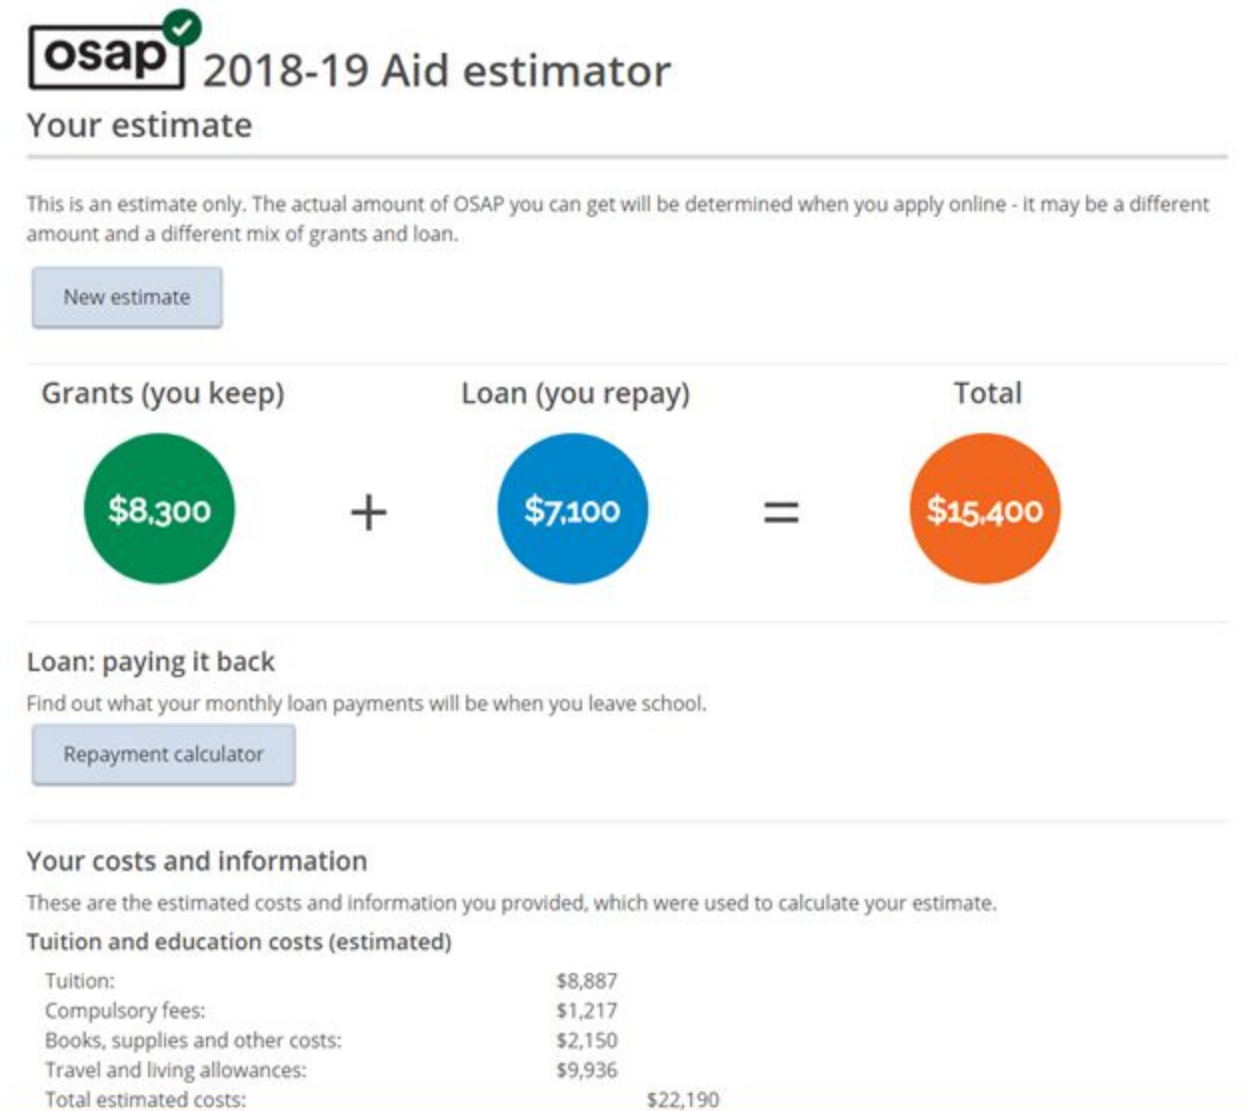 osap
2018-19 Aid estimator
Your estimate
This is an estimate only. The actual amount of OSAP you can get will be determined when you apply online - it may be a different
amount and a different mix of grants and loan.
New estimate
Grants (you keep) Loan (you repay) Total
$8,300 + $7,100 = $15,400
Loan: paying it back
Find out what your monthly loan payments will be when you leave school.
Repayment calculator
Your costs and information
These are the estimated costs and information you provided, which were used to calculate your estimate.
Tuition and education costs (estimated)
Tuition: $8,887
Compulsory fees: $1,217
Books, supplies and other costs: $2,150
Travel and living allowances: $9,936
Total estimated costs: $22,190